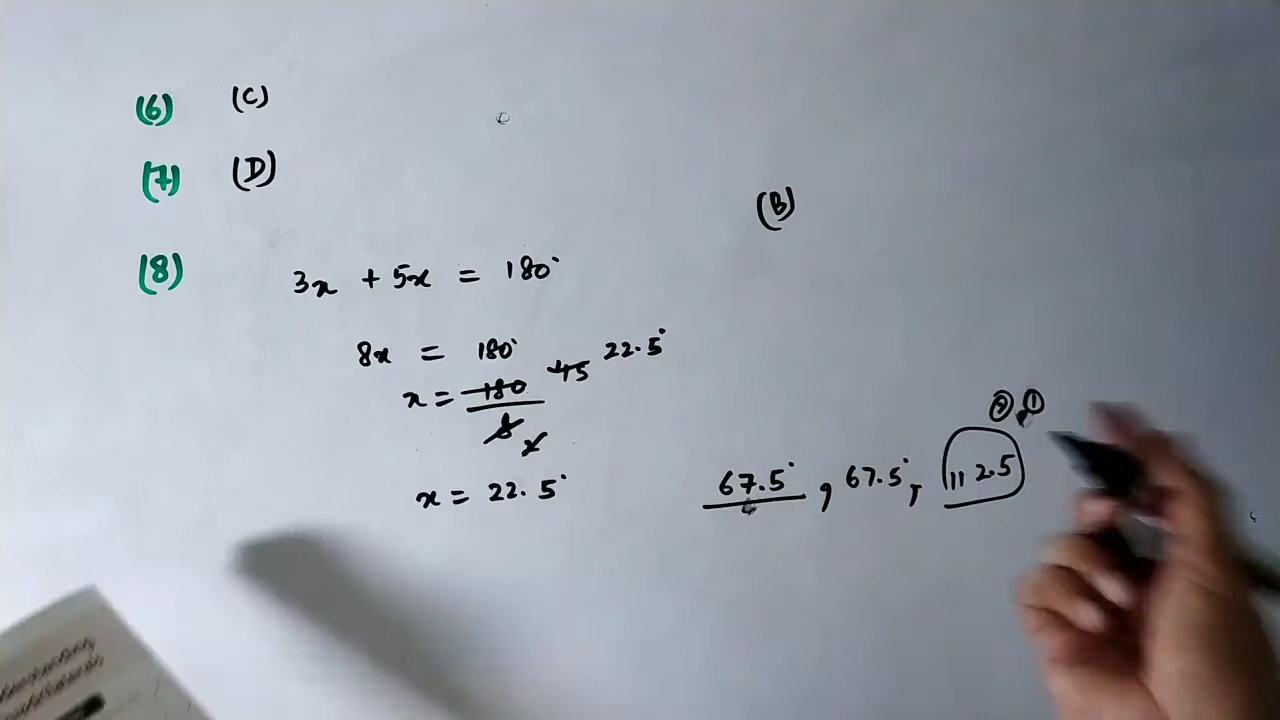 (6) (C)
(7) (D)
(B)
(8) 3x + 5x = 180°
8x = 180°
x = 180/8 45 22.5°
x = 22.5°
67.5°, 67.5°, 112.5